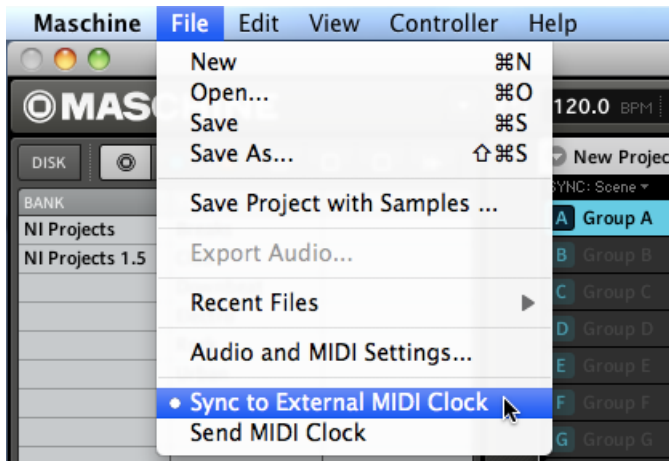 Maschine File Edit View Controller Help
New ⌘N
Open... ⌘O
Save ⌘S
Save As... ⇧⌘S
Save Project with Samples ...
Export Audio...
Recent Files ▶
Audio and MIDI Settings...
• Sync to External MIDI Clock
Send MIDI Clock
MAS
DISK
BANK
NI Projects
NI Projects 1.5
120.0 BPM
New Projec
SYNC: Scene
A Group A
B Group B
C Group C
D Group D
E Group E
F Group F
G Group G